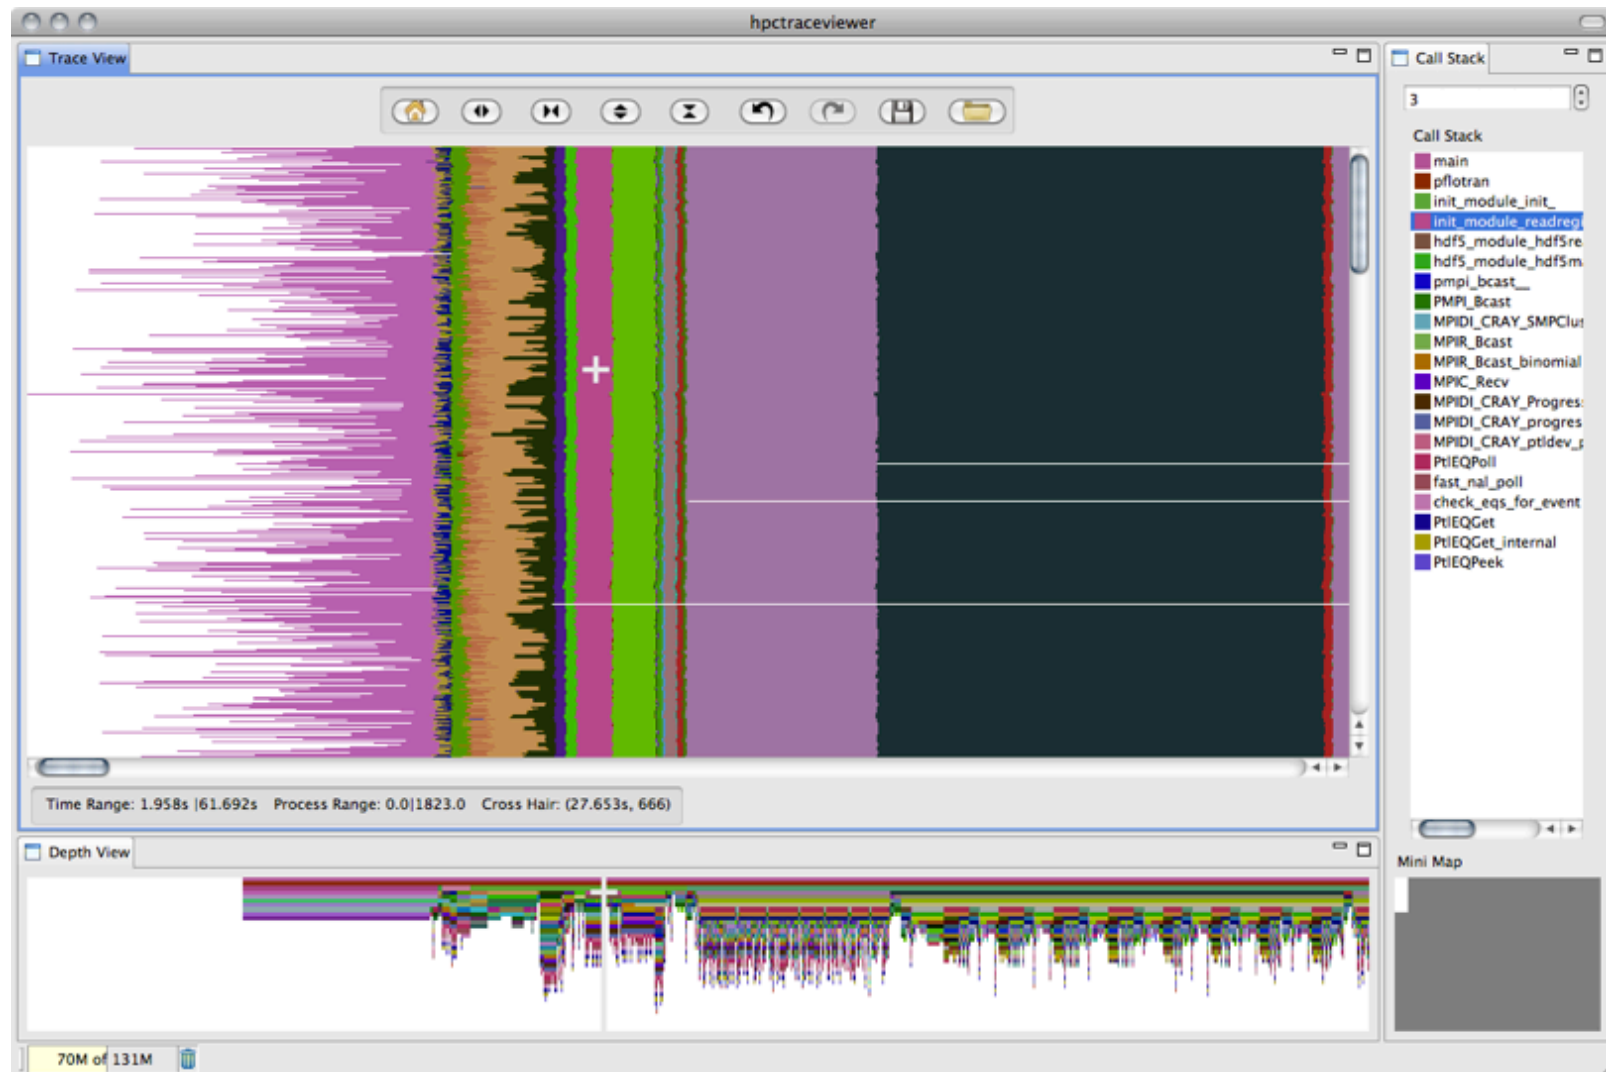 hpctraceviewer
Trace View
Call Stack
3
Call Stack
main
pflotran
init_module_init_
init_module_readregi
hdf5_module_hdf5re
hdf5_module_hdf5m
pmpi_bcast__
PMPI_Bcast
MPIDI_CRAY_SMPClus
MPIR_Bcast
MPIR_Bcast_binomial
MPIC_Recv
MPIDI_CRAY_Progres
MPIDI_CRAY_progres
MPIDI_CRAY_ptldev_p
PtlEQPoll
fast_nal_poll
check_eqs_for_event
PtlEQGet
PtlEQGet_internal
PtlEQPeek
Time Range: 1.958s |61.692s Process Range: 0.0|1823.0 Cross Hair: (27.653s, 666)
Depth View
Mini Map
70M of 131M